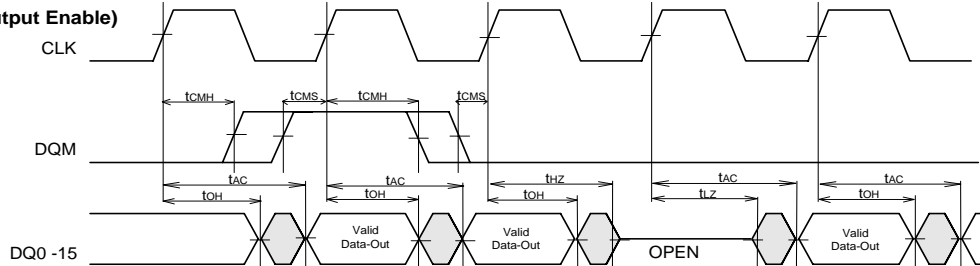 utput Enable)
CLK
tCMH tCMS tCMH tCMS
DQM
tAC tAC tHZ tAC tAC
tOH tOH tOH tLZ tOH
DQ0 -15
Valid
Data-Out
Valid
Data-Out
OPEN
Valid
Data-Out